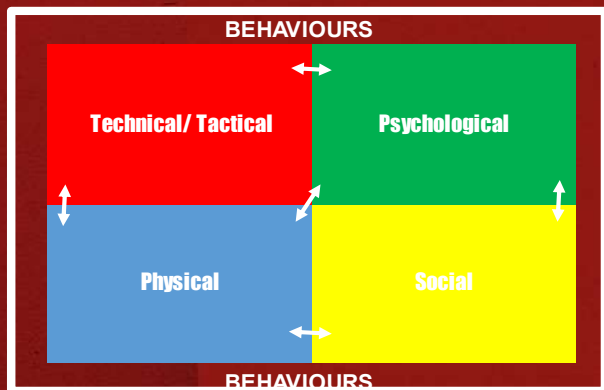 BEHAVIOURS
Technical/ Tactical
Psychological
Physical
Social
BEHAVIOURS